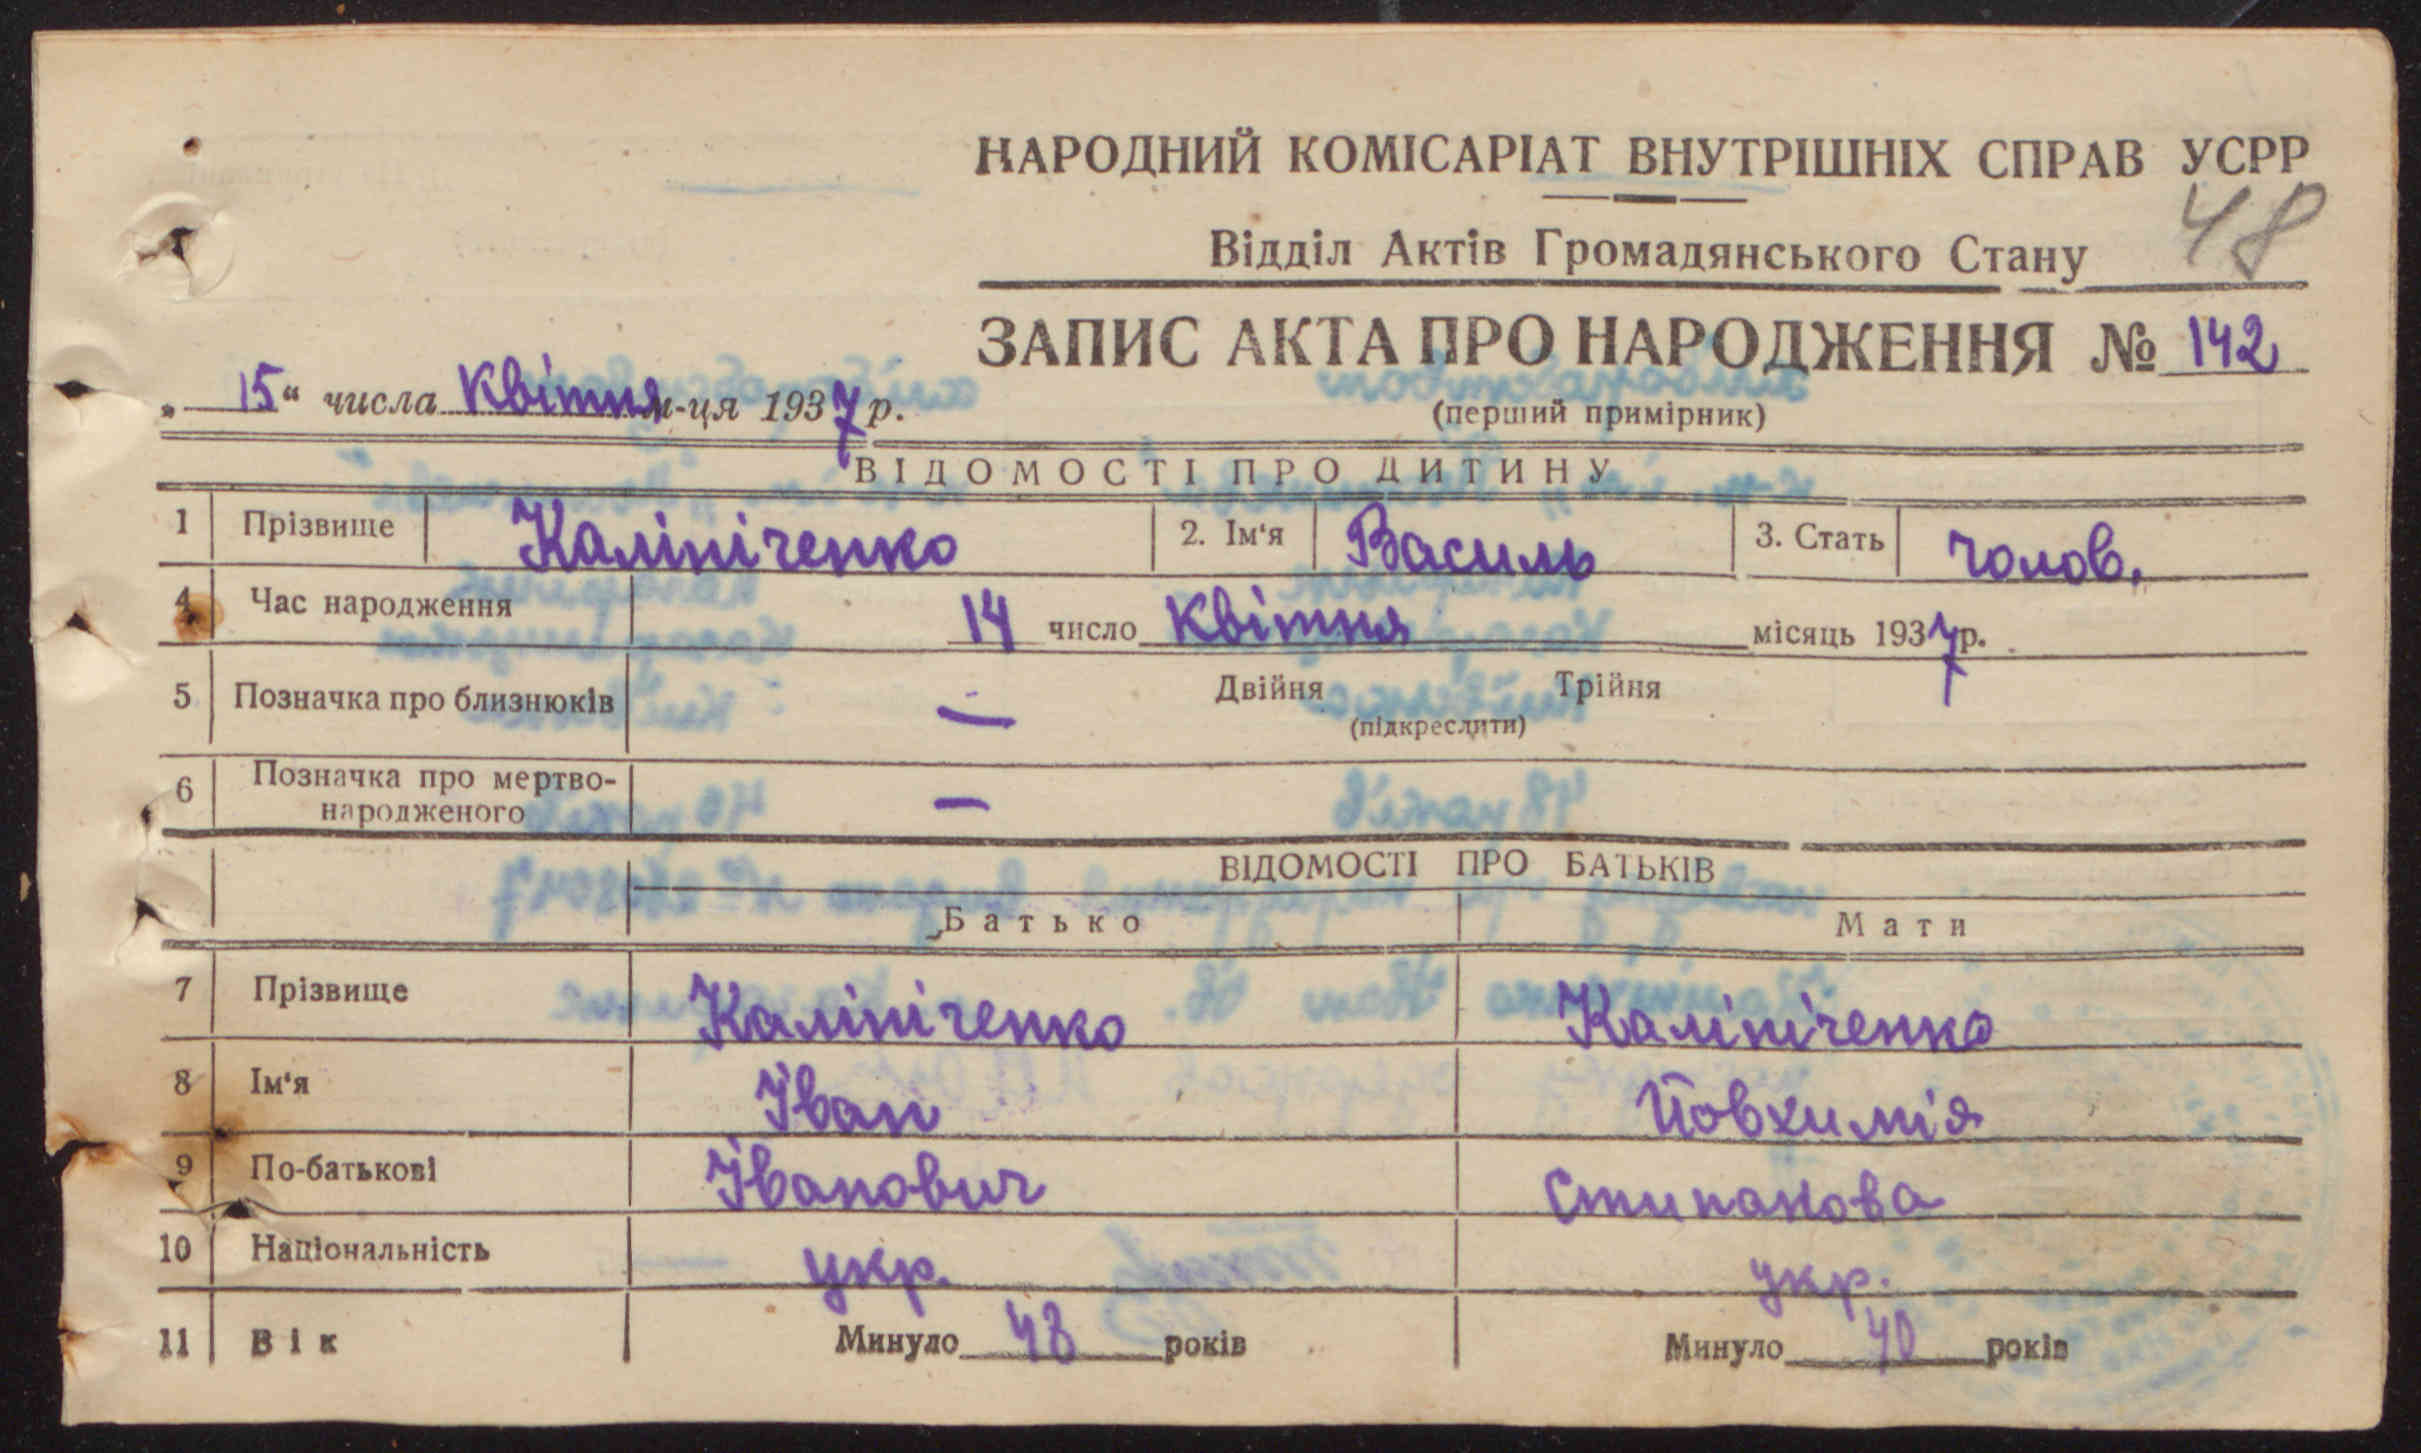 НАРОДНИЙ КОМІСАРІАТ ВНУТРІШНІХ СПРАВ УСРР
48
Відділ Актів Громадянського Стану
ЗАПИС АКТА ПРО НАРОДЖЕННЯ № 142
„ 15 “ числа Квітня м-ця 1937 р.
(перший примірник)
ВІДОМОСТІ ПРО ДИТИНУ
1 Прізвище Калініченко 2. Ім‘я Василь 3. Стать чолов.
4 Час народження 14 число Квітня місяць 1937 р.
5 Позначка про близнюків — Двійня Трійня
(підкреслити)
6 Позначка про мертво-
народженого —
ВІДОМОСТІ ПРО БАТЬКІВ
Батько Мати
7 Прізвище Калініченко Калініченко
8 Ім‘я Іван Йовхимія
9 По-батькові Іванович Стипанова
10 Національність укр. укр.
11 Вік Минуло 48 років Минуло 40 років